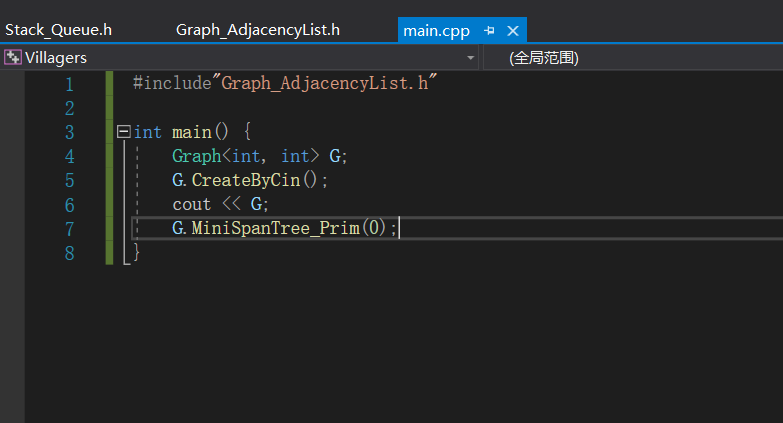 Stack_Queue.h Graph_AdjacencyList.h main.cpp
Villagers (全局范围)
1 #include"Graph_AdjacencyList.h"
2
3 int main() {
4 Graph<int, int> G;
5 G.CreateByCin();
6 cout << G;
7 G.MiniSpanTree_Prim(0);
8 }